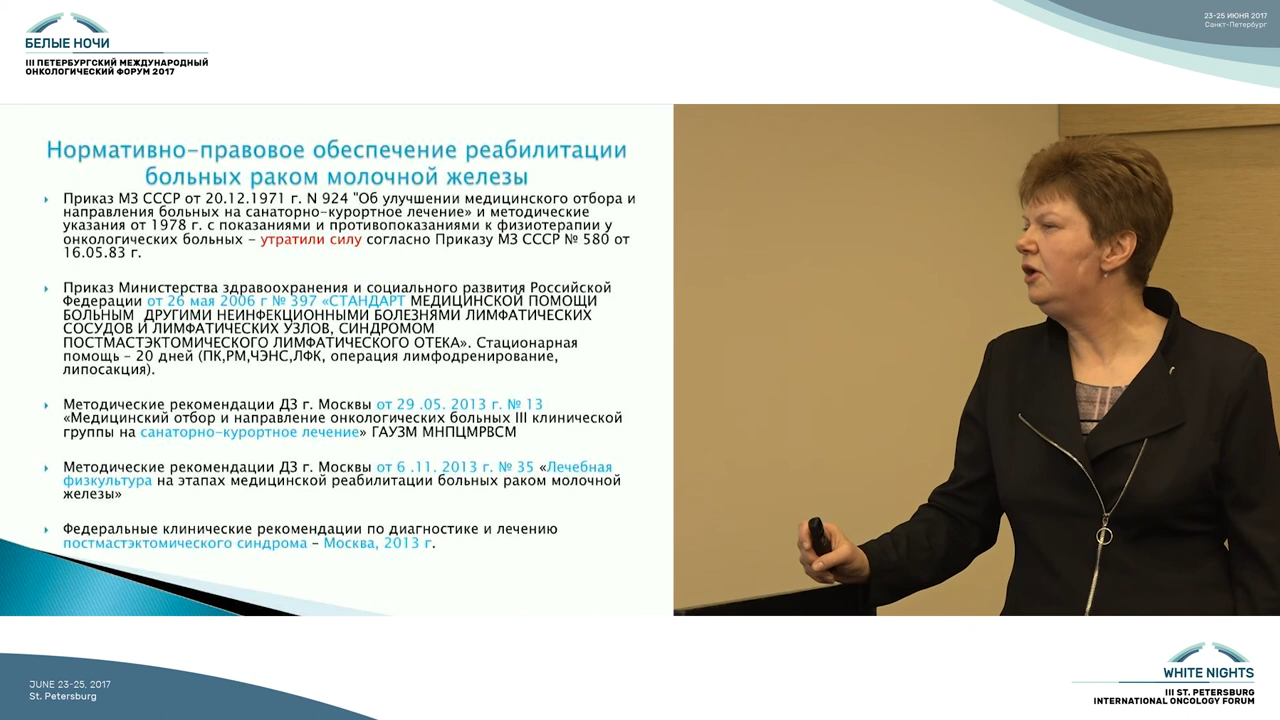 БЕЛЫЕ НОЧИ
III ПЕТЕРБУРГСКИЙ МЕЖДУНАРОДНЫЙ
ОНКОЛОГИЧЕСКИЙ ФОРУМ 2017
23-25 ИЮНЯ 2017
Санкт-Петербург
Нормативно-правовое обеспечение реабилитации
больных раком молочной железы
Приказ МЗ СССР от 20.12.1971 г. N 924 "Об улучшении медицинского отбора и
направления больных на санаторно-курортное лечение» и методические
указания от 1978 г. с показаниями и противопоказаниями к физиотерапии у
онкологических больных – утратили силу согласно Приказу МЗ СССР № 580 от
16.05.83 г.
Приказ Министерства здравоохранения и социального развития Российской
Федерации от 26 мая 2006 г № 397 «СТАНДАРТ МЕДИЦИНСКОЙ ПОМОЩИ
БОЛЬНЫМ ДРУГИМИ НЕИНФЕКЦИОННЫМИ БОЛЕЗНЯМИ ЛИМФАТИЧЕСКИХ
СОСУДОВ И ЛИМФАТИЧЕСКИХ УЗЛОВ, СИНДРОМОМ
ПОСТМАСТЭКТОМИЧЕСКОГО ЛИМФАТИЧЕСКОГО ОТЕКА». Стационарная
помощь – 20 дней (ПК,РМ,ЧЭНС,ЛФК, операция лимфодренирование,
липосакция).
Методические рекомендации ДЗ г. Москвы от 29 .05. 2013 г. № 13
«Медицинский отбор и направление онкологических больных III клинической
группы на санаторно-курортное лечение» ГАУЗМ МНПЦМРВСМ
Методические рекомендации ДЗ г. Москвы от 6 .11. 2013 г. № 35 «Лечебная
физкультура на этапах медицинской реабилитации больных раком молочной
железы»
Федеральные клинические рекомендации по диагностике и лечению
постмастэктомического синдрома – Москва, 2013 г.
JUNE 23-25, 2017
St. Petersburg
WHITE NIGHTS
III ST. PETERSBURG
INTERNATIONAL ONCOLOGY FORUM